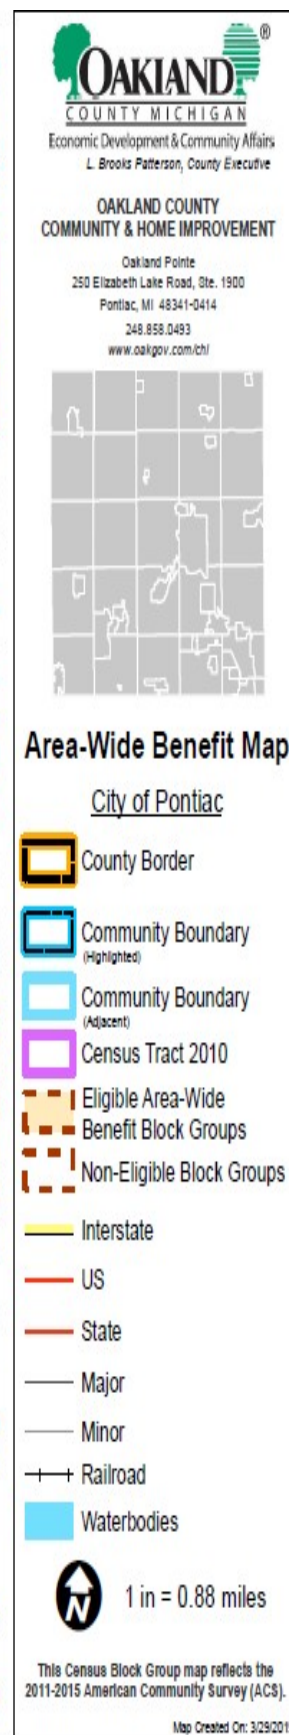 OAKLAND®
COUNTY MICHIGAN
Economic Development & Community Affairs
L. Brooks Patterson, County Executive
OAKLAND COUNTY
COMMUNITY & HOME IMPROVEMENT
Oakland Pointe
250 Elizabeth Lake Road, Ste. 1900
Pontiac, MI 48341-0414
248.858.0493
www.oakgov.com/chi
Area-Wide Benefit Map
City of Pontiac
County Border
Community Boundary
(Highlighted)
Community Boundary
(Adjacent)
Census Tract 2010
Eligible Area-Wide
Benefit Block Groups
Non-Eligible Block Groups
Interstate
US
State
Major
Minor
Railroad
Waterbodies
N
1 in = 0.88 miles
This Census Block Group map reflects the
2011-2015 American Community Survey (ACS).
Map Created On: 3/29/201